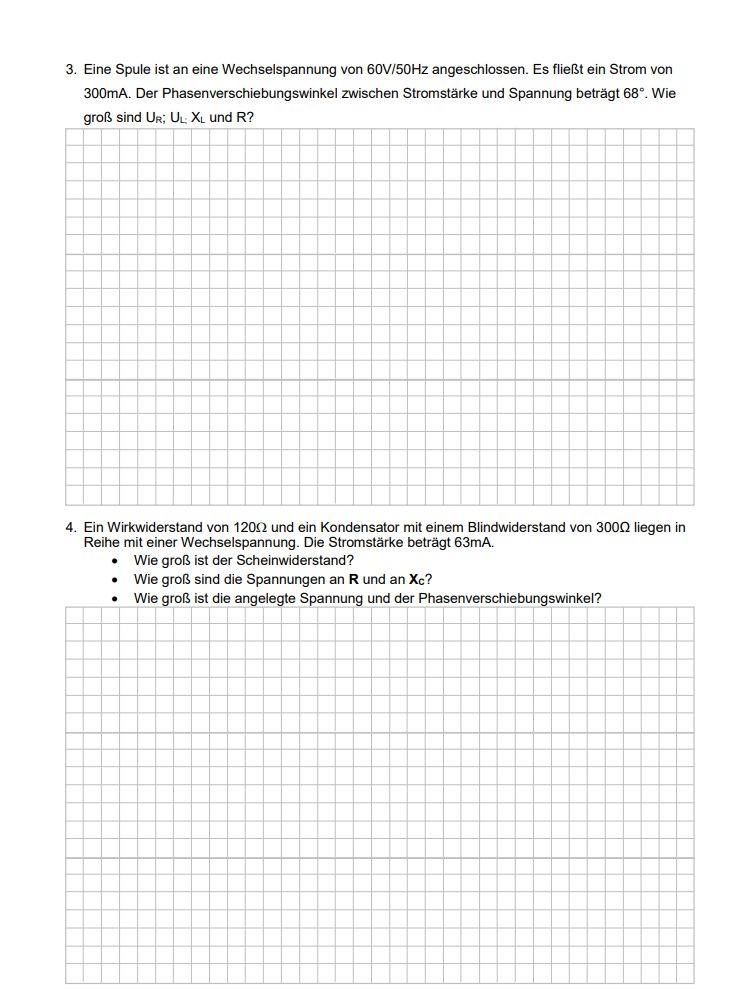 3. Eine Spule ist an eine Wechselspannung von 60V/50Hz angeschlossen. Es fließt ein Strom von
300mA. Der Phasenverschiebungswinkel zwischen Stromstärke und Spannung beträgt 68°. Wie
groß sind UR; UL; XL und R?
4. Ein Wirkwiderstand von 120Ω und ein Kondensator mit einem Blindwiderstand von 300Ω liegen in
Reihe mit einer Wechselspannung. Die Stromstärke beträgt 63mA.
• Wie groß ist der Scheinwiderstand?
• Wie groß sind die Spannungen an R und an XC?
• Wie groß ist die angelegte Spannung und der Phasenverschiebungswinkel?